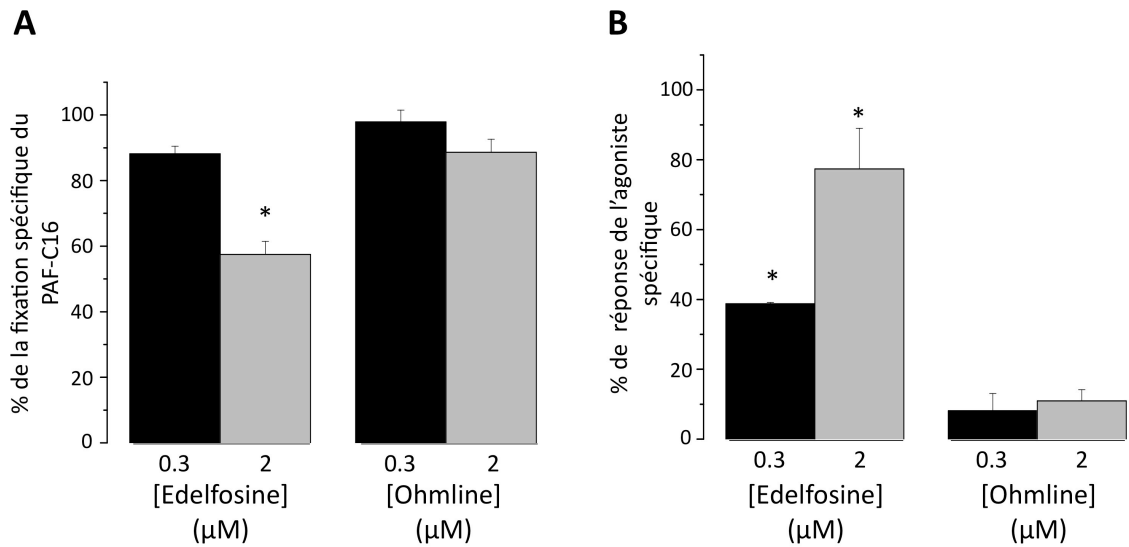 A
% de la fixation spécifique du
PAF-C16
100
80
60
40
20
0
*
0.3 2 0.3 2
[Edelfosine] [Ohmline]
(µM) (µM)
B
% de réponse de l'agoniste
spécifique
100
80
60
40
20
0
*
*
0.3 2 0.3 2
[Edelfosine] [Ohmline]
(µM) (µM)